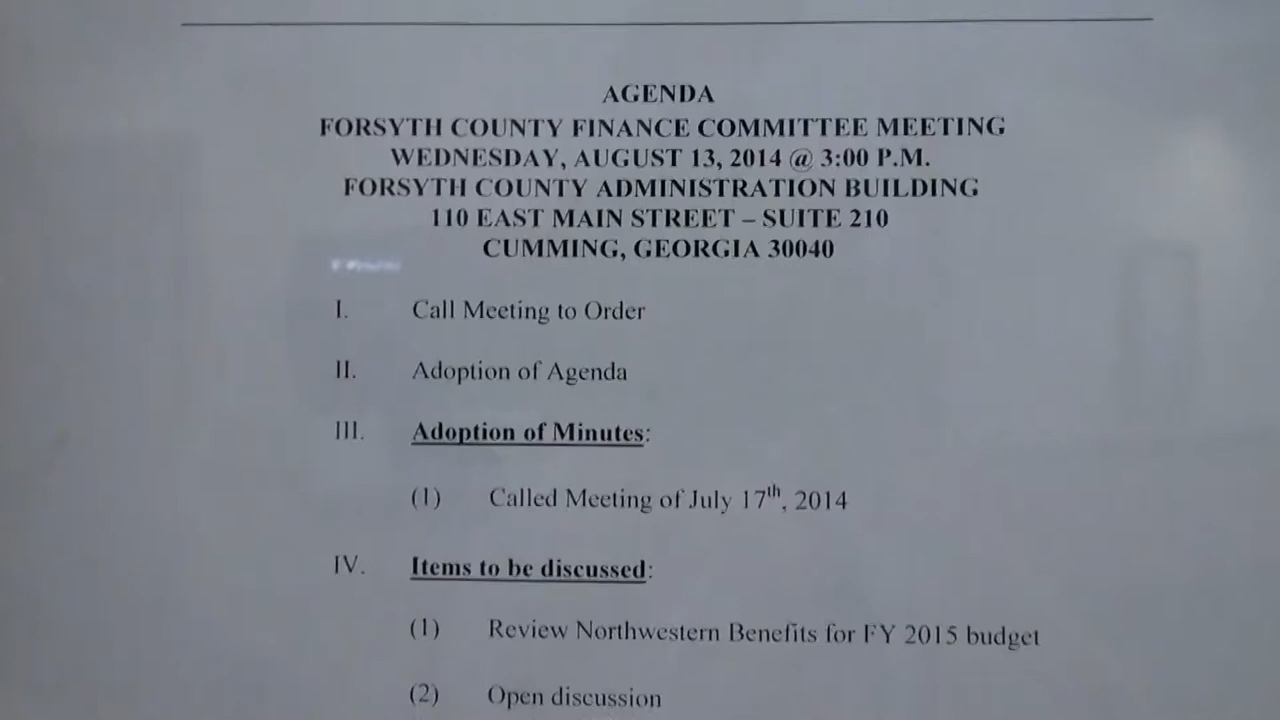 AGENDA
FORSYTH COUNTY FINANCE COMMITTEE MEETING
WEDNESDAY, AUGUST 13, 2014 @ 3:00 P.M.
FORSYTH COUNTY ADMINISTRATION BUILDING
110 EAST MAIN STREET – SUITE 210
CUMMING, GEORGIA 30040
I. Call Meeting to Order
II. Adoption of Agenda
III. Adoption of Minutes:
(1) Called Meeting of July 17th, 2014
IV. Items to be discussed:
(1) Review Northwestern Benefits for FY 2015 budget
(2) Open discussion